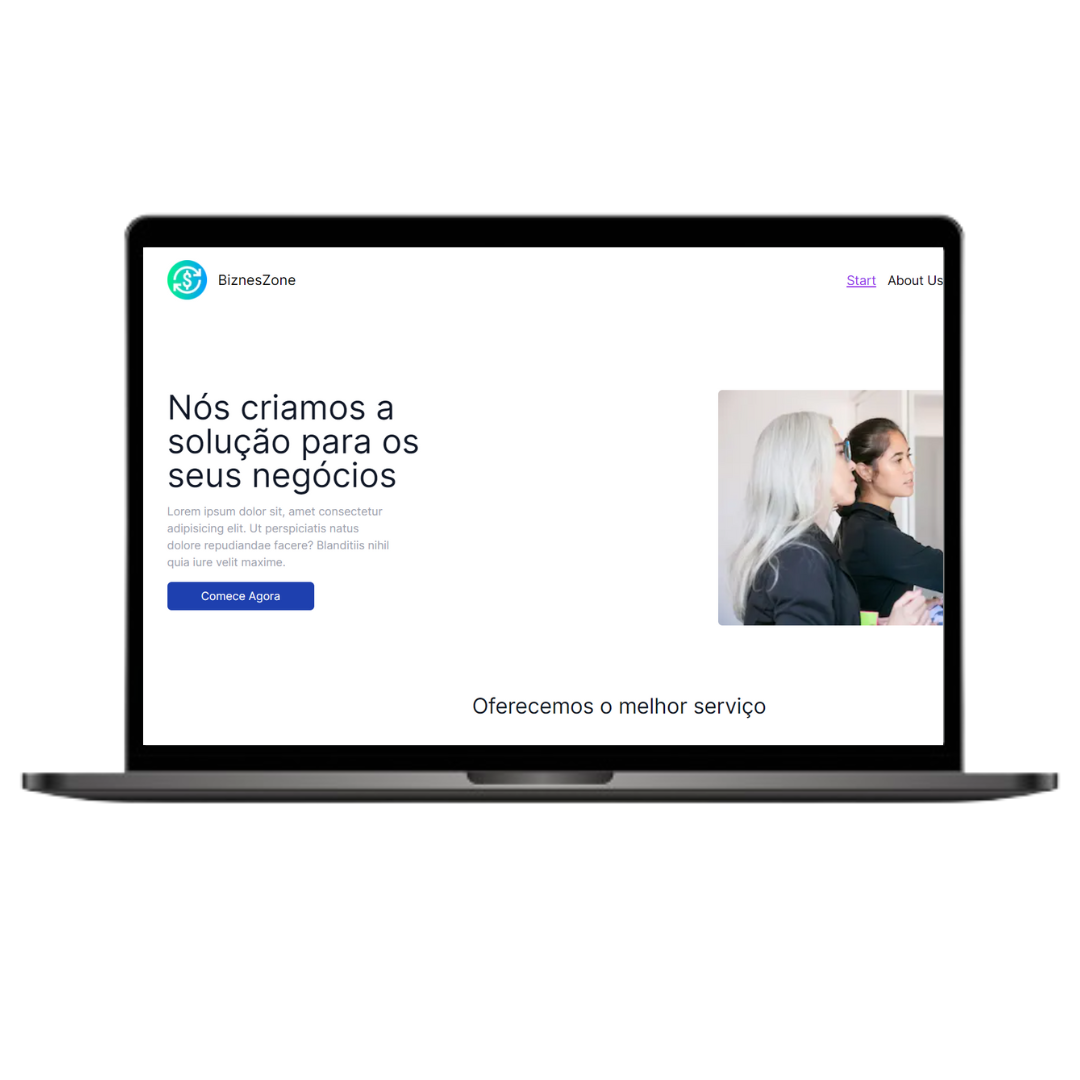 BiznesZone
Start About Us
Nós criamos a
solução para os
seus negócios
Lorem ipsum dolor sit, amet consectetur
adipisicing elit. Ut perspiciatis natus
dolore repudiandae facere? Blanditiis nihil
quia iure velit maxime.
Comece Agora
Oferecemos o melhor serviço